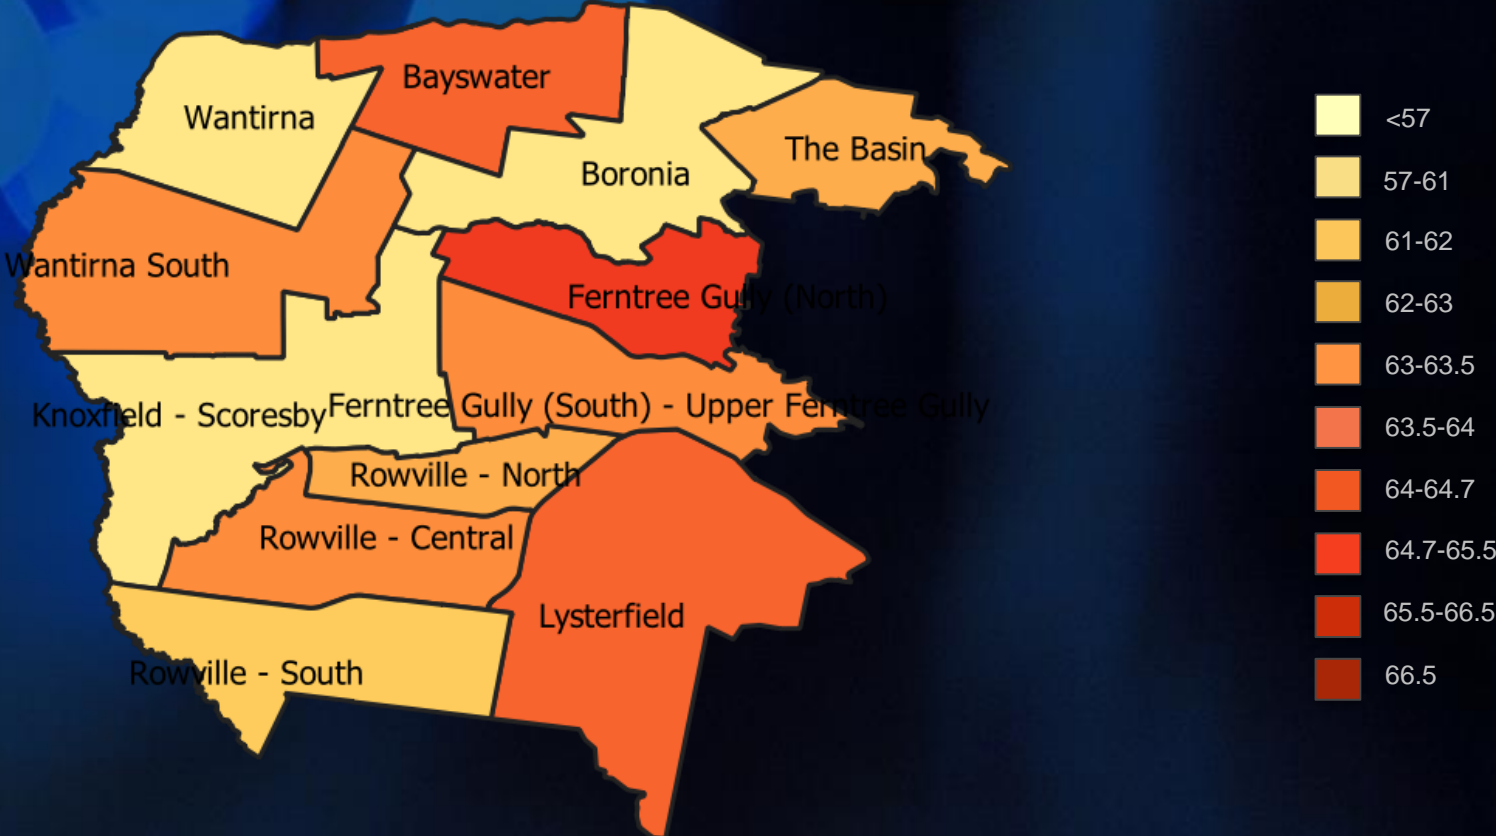 Bayswater
Wantirna
The Basin
Boronia
Wantirna South
Ferntree Gully (North)
Knoxfield - Scoresby
Ferntree Gully (South) - Upper Ferntree Gully
Rowville - North
Rowville - Central
Lysterfield
Rowville - South
<57
57-61
61-62
62-63
63-63.5
63.5-64
64-64.7
64.7-65.5
65.5-66.5
66.5